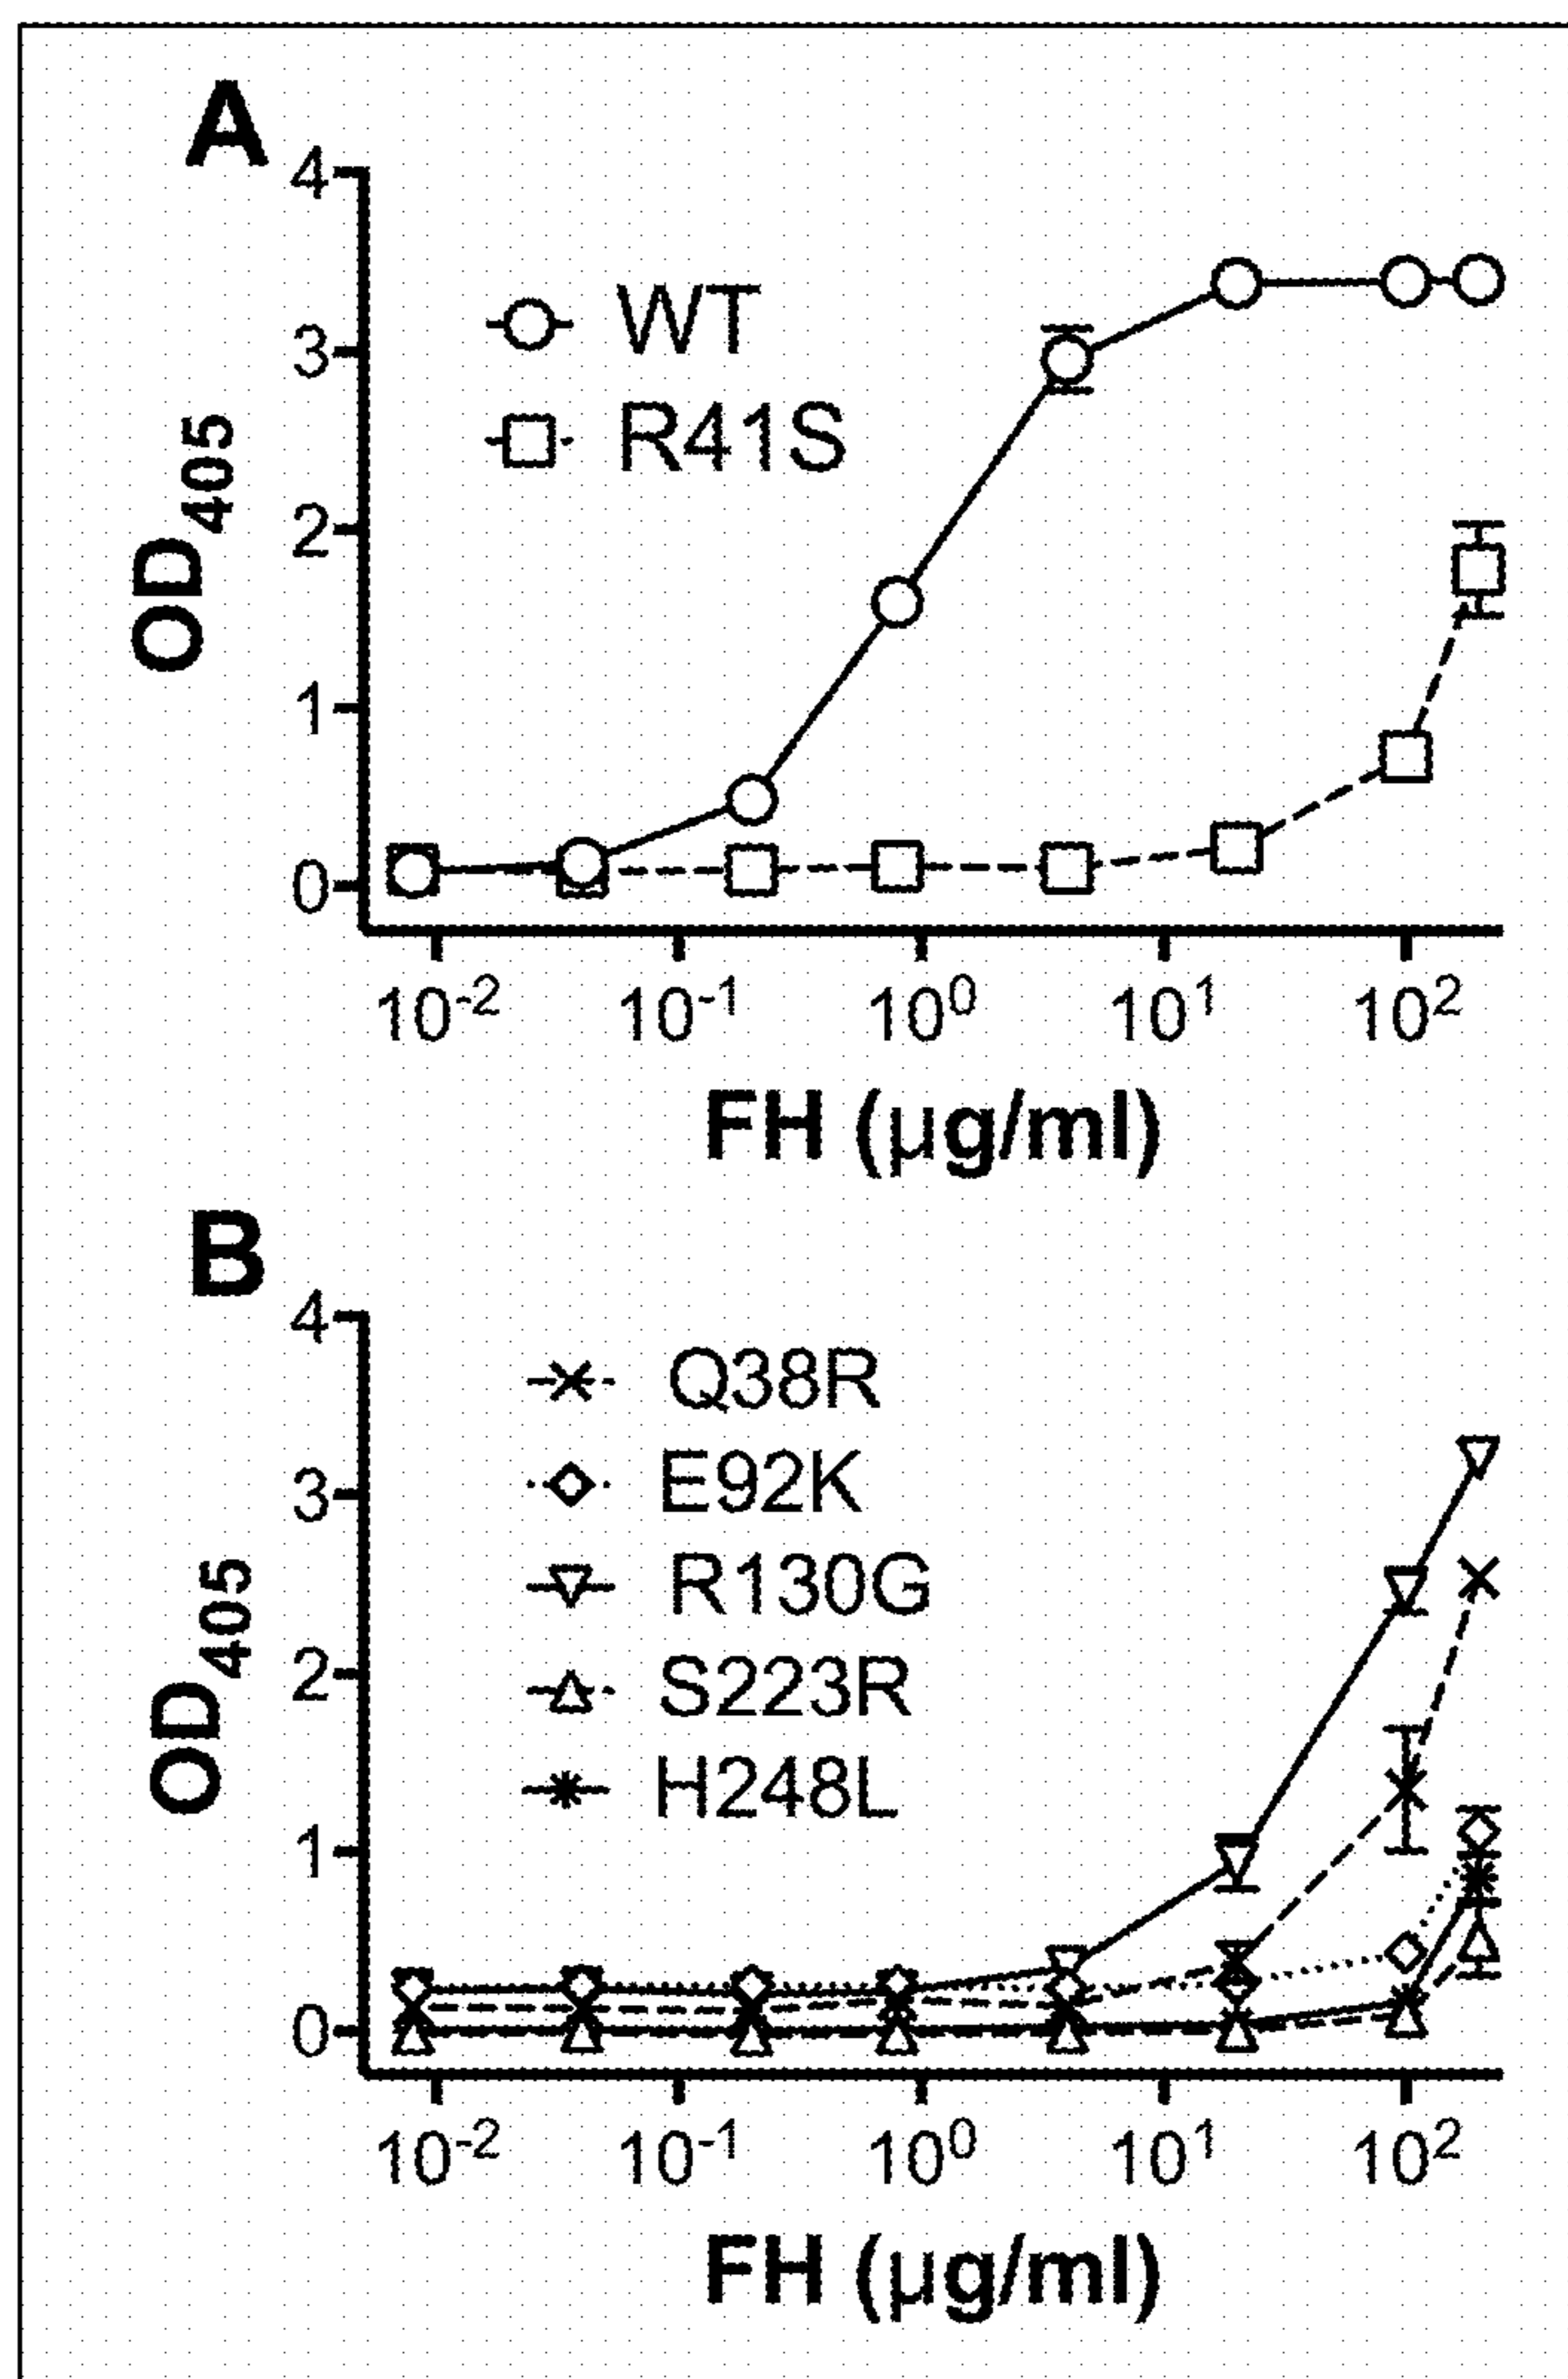 A
4
3
2
1
0
OD405
WT
R41S
10-2 10-1 100 101 102
FH (μg/ml)
B
4
3
2
1
0
OD405
Q38R
E92K
R130G
S223R
H248L
10-2 10-1 100 101 102
FH (μg/ml)